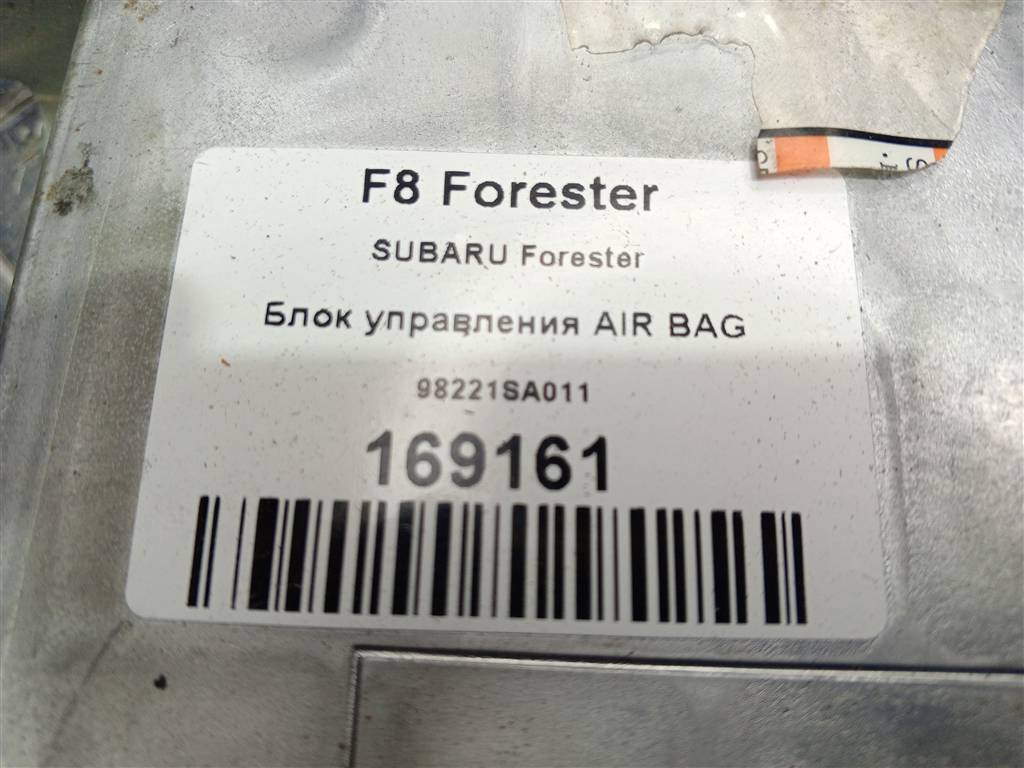 F8 Forester
SUBARU Forester
Блок управления AIR BAG
98221SA011
169161